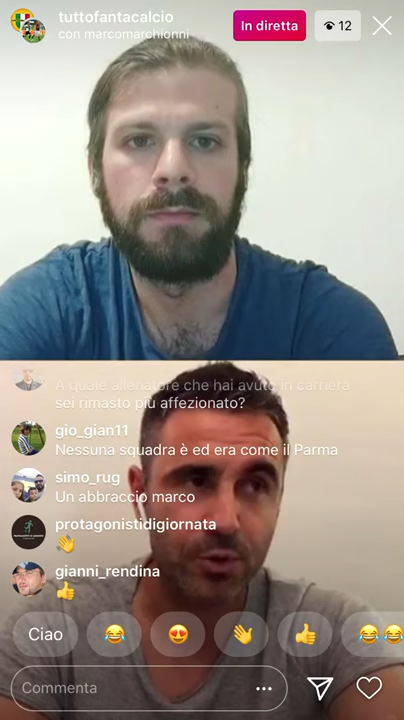 tuttofantacalcio
con marcomarchionni
In diretta
12
A quale allenatore che hai avuto in carriera
sei rimasto più affezionato?
gio_gian11
Nessuna squadra è ed era come il Parma
simo_rug
Un abbraccio marco
protagonistidigiornata
👋
gianni_rendina
👍
Ciao 😂 😍 👋 👍 😂😂
Commenta